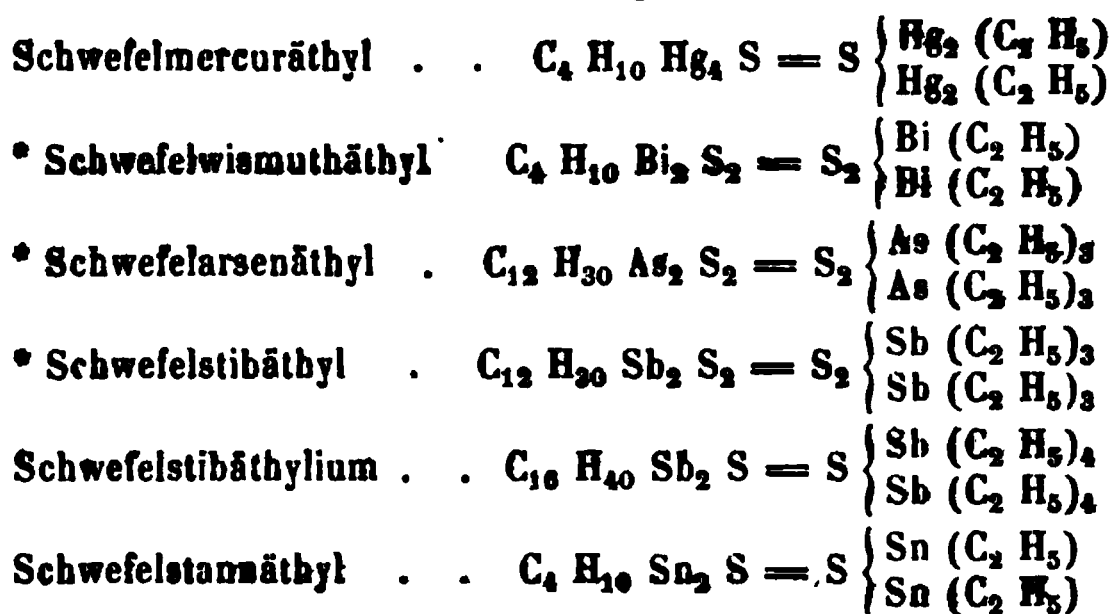 Schwefelmercuräthyl . . C₄ H₁₀ Hg₄ S = S { Hg₂ (C₂ H₅)
Hg₂ (C₂ H₅)
* Schwefelwismuthäthyl C₄ H₁₀ Bi₂ S₂ = S₂ { Bi (C₂ H₅)
Bi (C₂ H₅)
* Schwefelarsenäthyl . C₁₂ H₃₀ As₂ S₂ = S₂ { As (C₂ H₅)₃
As (C₂ H₅)₃
* Schwefelstibäthyl . C₁₂ H₃₀ Sb₂ S₂ = S₂ { Sb (C₂ H₅)₃
Sb (C₂ H₅)₃
Schwefelstibäthylium . . C₁₆ H₄₀ Sb₂ S = S { Sb (C₂ H₅)₄
Sb (C₂ H₅)₄
Schwefelstannäthyl . . C₄ H₁₀ Sn₂ S = S { Sn (C₂ H₅)
Sn (C₂ H₅)